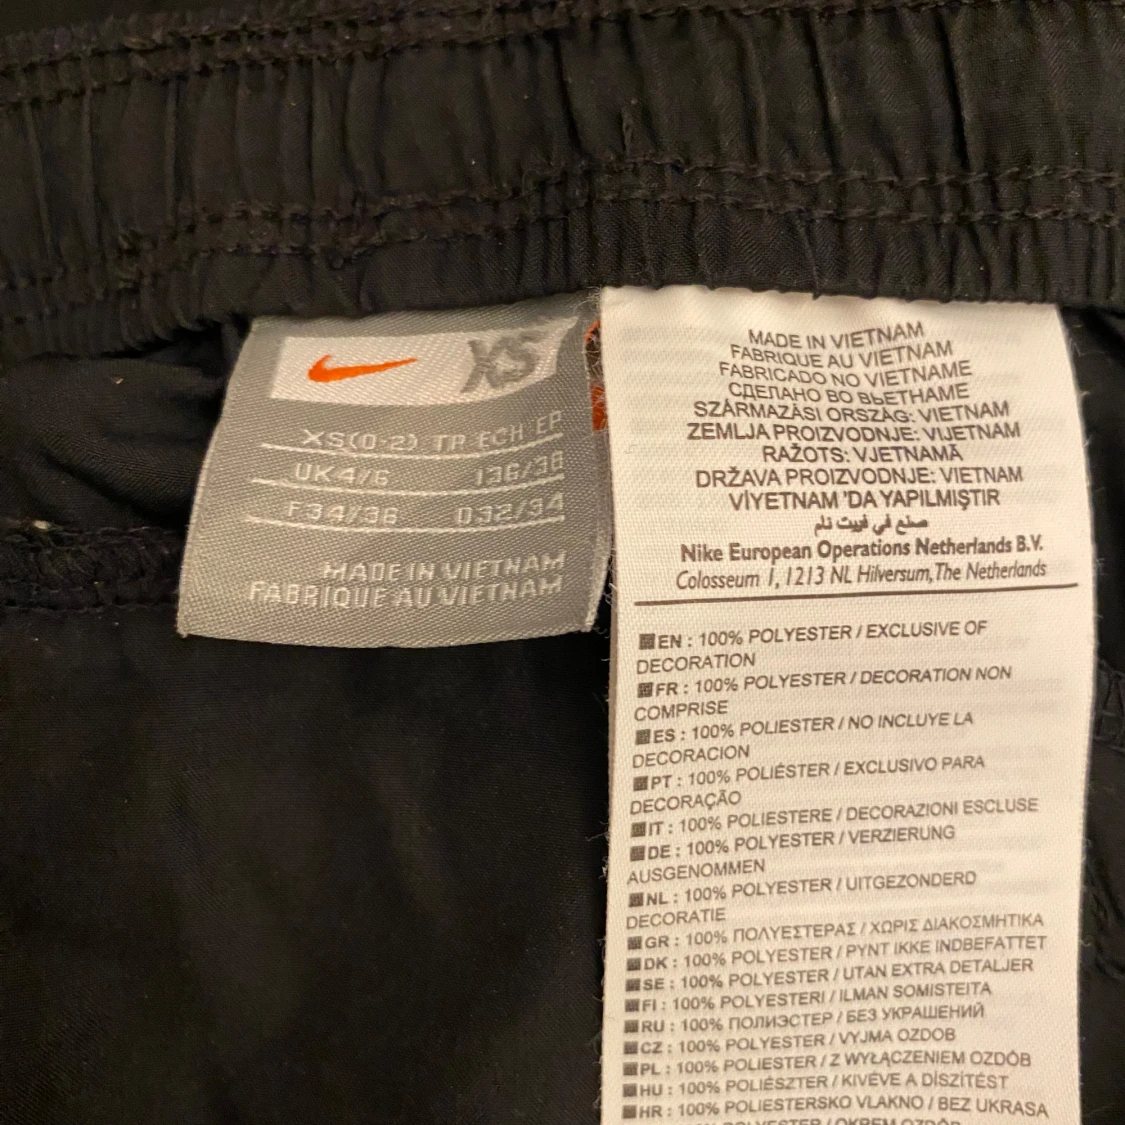 XS
XS(0-2) TP ECH EP
UK 4/6 I36/38
F34/36 D32/34
MADE IN VIETNAM
FABRIQUE AU VIETNAM
MADE IN VIETNAM
FABRIQUE AU VIETNAM
FABRICADO NO VIETNAME
СДЕЛАНО ВО ВЬЕТНАМЕ
SZÁRMAZÁSI ORSZÁG: VIETNAM
ZEMLJA PROIZVODNJE: VIJETNAM
RAŽOTS: VJETNAMĀ
DRŽAVA PROIZVODNJE: VIETNAM
VİYETNAM 'DA YAPILMIŞTIR
صنع في فييت نام
Nike European Operations Netherlands B.V.
Colosseum 1, 1213 NL Hilversum, The Netherlands
EN : 100% POLYESTER / EXCLUSIVE OF
DECORATION
FR : 100% POLYESTER / DECORATION NON
COMPRISE
ES : 100% POLIESTER / NO INCLUYE LA
DECORACION
PT : 100% POLIÉSTER / EXCLUSIVO PARA
DECORAÇÃO
IT : 100% POLIESTERE / DECORAZIONI ESCLUSE
DE : 100% POLYESTER / VERZIERUNG
AUSGENOMMEN
NL : 100% POLYESTER / UITGEZONDERD
DECORATIE
GR : 100% ΠΟΛΥΕΣΤΕΡΑΣ / ΧΩΡΙΣ ΔΙΑΚΟΣΜΗΤΙΚΑ
DK : 100% POLYESTER / PYNT IKKE INDBEFATTET
SE : 100% POLYESTER / UTAN EXTRA DETALJER
FI : 100% POLYESTERI / ILMAN SOMISTEITA
RU : 100% ПОЛИЭСТЕР / БЕЗ УКРАШЕНИЙ
CZ : 100% POLYESTER / VYJMA OZDOB
PL : 100% POLIESTER / Z WYŁĄCZENIEM OZDÓB
HU : 100% POLIÉSZTER / KIVÉVE A DÍSZÍTÉST
HR : 100% POLIESTERSKO VLAKNO / BEZ UKRASA